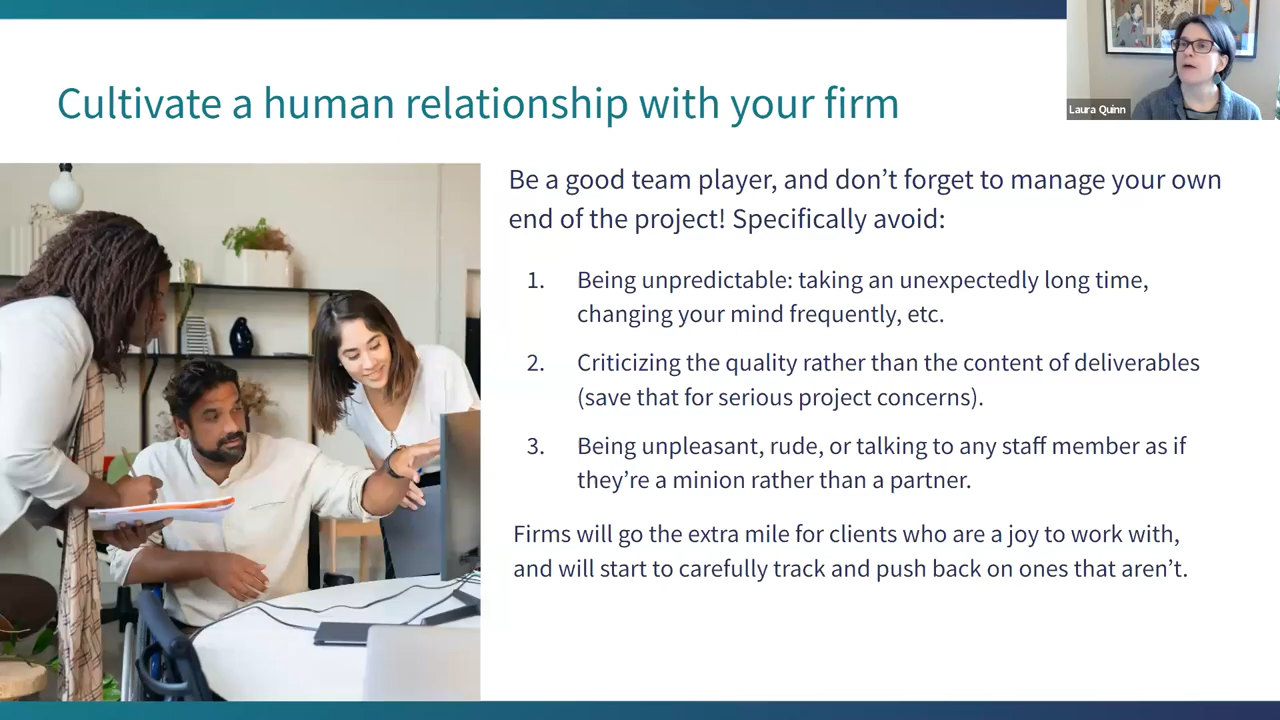 Cultivate a human relationship with your firm
Laura Quinn
Be a good team player, and don’t forget to manage your own
end of the project! Specifically avoid:
1. Being unpredictable: taking an unexpectedly long time,
changing your mind frequently, etc.
2. Criticizing the quality rather than the content of deliverables
(save that for serious project concerns).
3. Being unpleasant, rude, or talking to any staff member as if
they’re a minion rather than a partner.
Firms will go the extra mile for clients who are a joy to work with,
and will start to carefully track and push back on ones that aren’t.